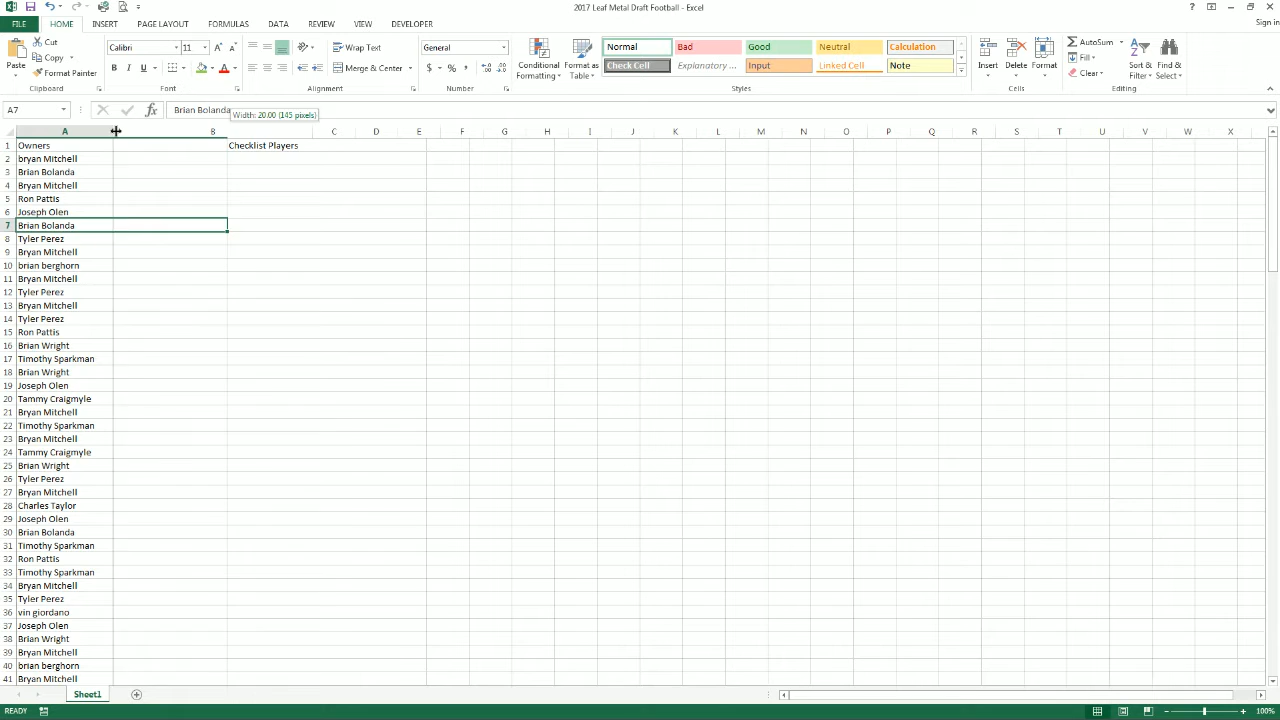 2017 Leaf Metal Draft Football - Excel
Sign in
FILE HOME INSERT PAGE LAYOUT FORMULAS DATA REVIEW VIEW DEVELOPER
Paste
Cut
Copy
Format Painter
Clipboard
Calibri 11
B I U
Font
Wrap Text
Merge & Center
Alignment
General
$ % ,
Number
Conditional Formatting
Format as Table
Normal Bad Good Neutral Calculation
Check Cell Explanatory ... Input Linked Cell Note
Styles
Insert Delete Format
Cells
AutoSum
Fill
Clear
Sort & Filter
Find & Select
Editing
A7 fx Brian Bolanda
Width: 20.00 (145 pixels)
A B C D E F G H I J K L M N O P Q R S T U V W X
1 Owners Checklist Players
2 bryan Mitchell
3 Brian Bolanda
4 Bryan Mitchell
5 Ron Pattis
6 Joseph Olen
7 Brian Bolanda
8 Tyler Perez
9 Bryan Mitchell
10 brian berghorn
11 Bryan Mitchell
12 Tyler Perez
13 Bryan Mitchell
14 Tyler Perez
15 Ron Pattis
16 Brian Wright
17 Timothy Sparkman
18 Brian Wright
19 Joseph Olen
20 Tammy Craigmyle
21 Bryan Mitchell
22 Timothy Sparkman
23 Bryan Mitchell
24 Tammy Craigmyle
25 Brian Wright
26 Tyler Perez
27 Bryan Mitchell
28 Charles Taylor
29 Joseph Olen
30 Brian Bolanda
31 Timothy Sparkman
32 Ron Pattis
33 Timothy Sparkman
34 Bryan Mitchell
35 Tyler Perez
36 vin giordano
37 Joseph Olen
38 Brian Wright
39 Bryan Mitchell
40 brian berghorn
41 Bryan Mitchell
Sheet1
READY
100%